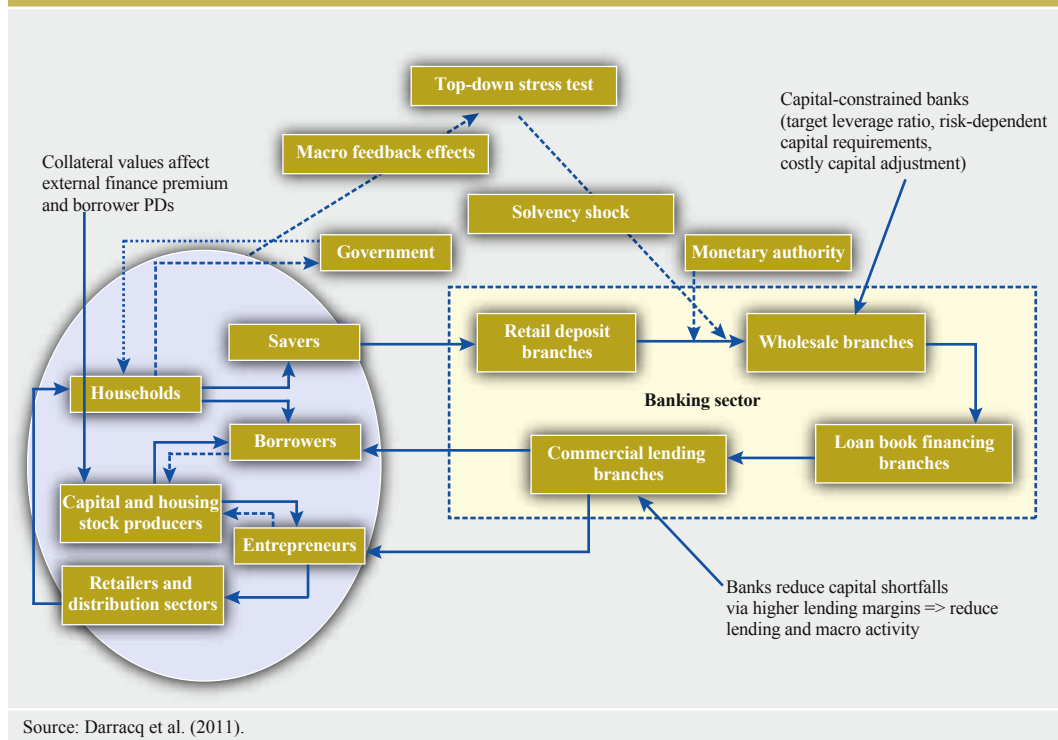 Top-down stress test
Capital-constrained banks
(target leverage ratio, risk-dependent
capital requirements,
costly capital adjustment)
Macro feedback effects
Collateral values affect
external finance premium
and borrower PDs
Solvency shock
Government
Monetary authority
Savers
Retail deposit
branches
Wholesale branches
Households
Banking sector
Borrowers
Commercial lending
branches
Loan book financing
branches
Capital and housing
stock producers
Entrepreneurs
Retailers and
distribution sectors
Banks reduce capital shortfalls
via higher lending margins => reduce
lending and macro activity
Source: Darracq et al. (2011).